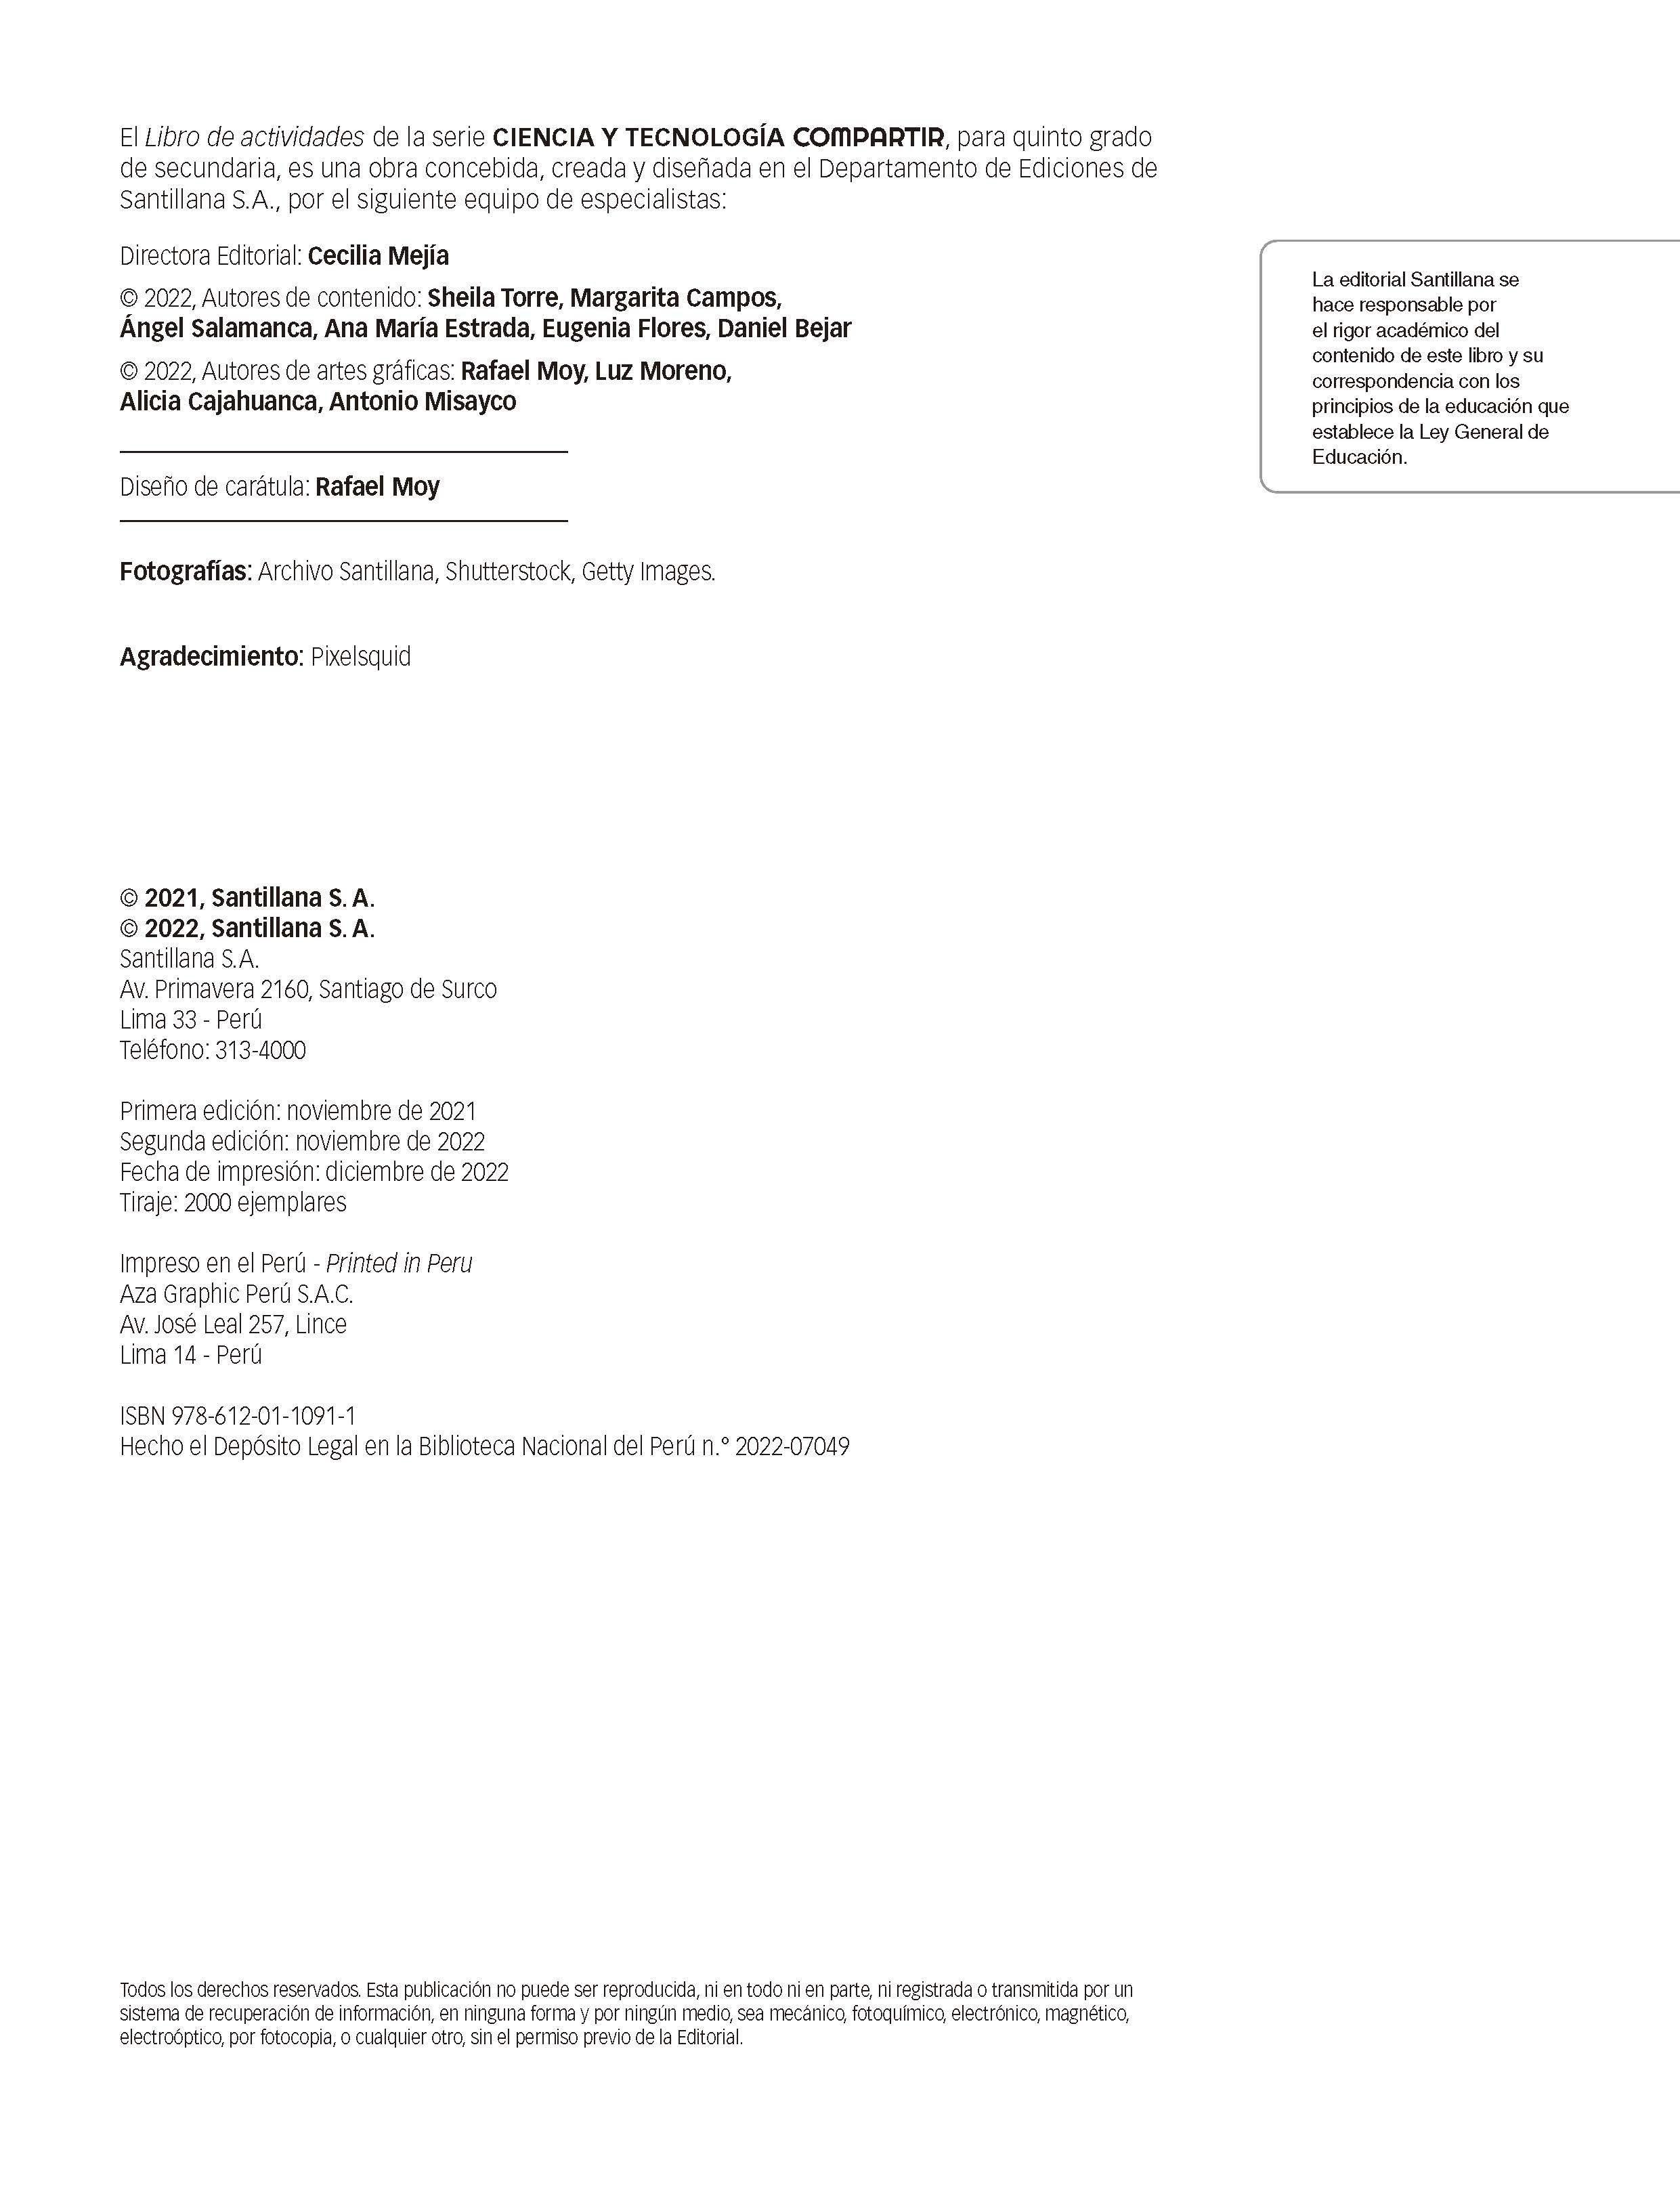 El Libro de actividades de la serie CIENCIA Y TECNOLOGÍA COMPARTIR, para quinto grado
de secundaria, es una obra concebida, creada y diseñada en el Departamento de Ediciones de
Santillana S.A., por el siguiente equipo de especialistas:
Directora Editorial: Cecilia Mejía
© 2022, Autores de contenido: Sheila Torre, Margarita Campos,
Ángel Salamanca, Ana María Estrada, Eugenia Flores, Daniel Bejar
© 2022, Autores de artes gráficas: Rafael Moy, Luz Moreno,
Alicia Cajahuanca, Antonio Misayco
Diseño de carátula: Rafael Moy
Fotografías: Archivo Santillana, Shutterstock, Getty Images.
Agradecimiento: Pixelsquid
La editorial Santillana se
hace responsable por
el rigor académico del
contenido de este libro y su
correspondencia con los
principios de la educación que
establece la Ley General de
Educación.
© 2021, Santillana S. A.
© 2022, Santillana S. A.
Santillana S.A.
Av. Primavera 2160, Santiago de Surco
Lima 33 - Perú
Teléfono: 313-4000
Primera edición: noviembre de 2021
Segunda edición: noviembre de 2022
Fecha de impresión: diciembre de 2022
Tiraje: 2000 ejemplares
Impreso en el Perú - Printed in Peru
Aza Graphic Perú S.A.C.
Av. José Leal 257, Lince
Lima 14 - Perú
ISBN 978-612-01-1091-1
Hecho el Depósito Legal en la Biblioteca Nacional del Perú n.° 2022-07049
Todos los derechos reservados. Esta publicación no puede ser reproducida, ni en todo ni en parte, ni registrada o transmitida por un
sistema de recuperación de información, en ninguna forma y por ningún medio, sea mecánico, fotoquímico, electrónico, magnético,
electroóptico, por fotocopia, o cualquier otro, sin el permiso previo de la Editorial.